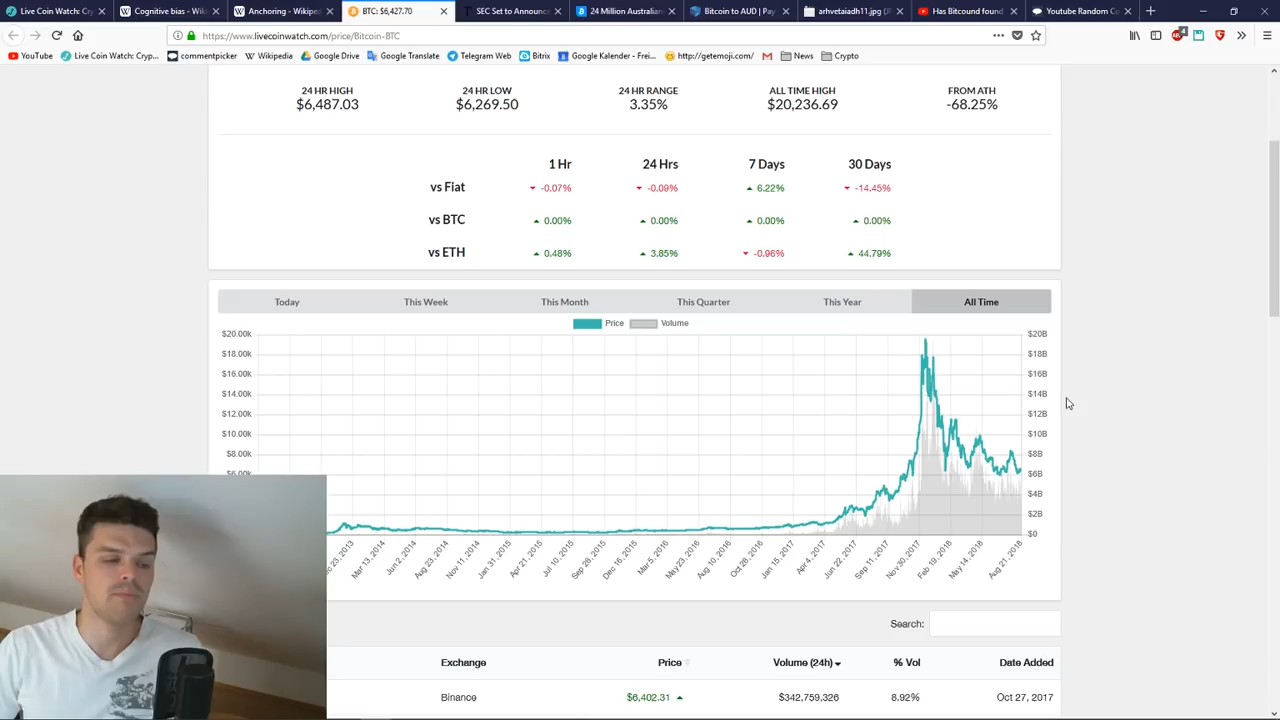 Live Coin Watch: Cry
Cognitive bias - Wiki
Anchoring - Wikiped
BTC: $6,427.70
SEC Set to Announc
24 Million Australian
Bitcoin to AUD | Pay
arhvetaiadh11.jpg (JP
Has Bitcound found
Youtube Random Co
https://www.livecoinwatch.com/price/Bitcoin-BTC
YouTube
Live Coin Watch: Cryp...
commentpicker
Wikipedia
Google Drive
Google Translate
Telegram Web
Bitrix
Google Kalender - Frei...
http://getemoji.com/
News
Crypto
24 HR HIGH 24 HR LOW 24 HR RANGE ALL TIME HIGH FROM ATH
$6,487.03 $6,269.50 3.35% $20,236.69 -68.25%
1 Hr 24 Hrs 7 Days 30 Days
vs Fiat -0.07% -0.09% 6.22% -14.45%
vs BTC 0.00% 0.00% 0.00% 0.00%
vs ETH 0.48% 3.85% -0.96% 44.79%
Today This Week This Month This Quarter This Year All Time
Price Volume
$20.00k $20B
$18.00k $18B
$16.00k $16B
$14.00k $14B
$12.00k $12B
$10.00k $10B
$8.00k $8B
$6.00k $6B
$4B
$2B
$0
23, 2013 Mar 13, 2014 Jun 2, 2014 Aug 23, 2014 Nov 11, 2014 Jan 31, 2015 Apr 21, 2015 Jul 10, 2015 Sep 28, 2015 Dec 16, 2015 Mar 5, 2016 May 23, 2016 Aug 10, 2016 Oct 28, 2016 Jan 15, 2017 Apr 4, 2017 Jun 22, 2017 Sep 11, 2017 Nov 30, 2017 Feb 19, 2018 May 14, 2018 Aug 21, 2018
Search:
Exchange Price Volume (24h) % Vol Date Added
Binance $6,402.31 $342,759,326 8.92% Oct 27, 2017